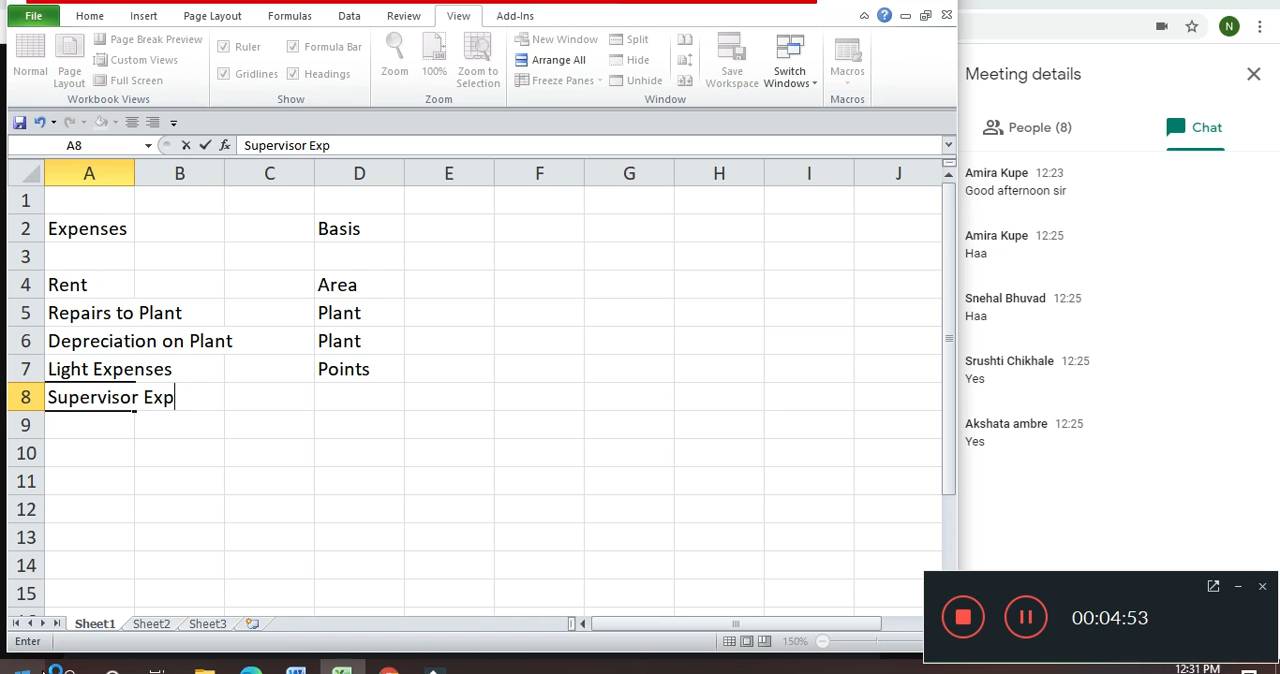 File Home Insert Page Layout Formulas Data Review View Add-Ins
Normal
Page Layout
Page Break Preview
Custom Views
Full Screen
Workbook Views
Ruler
Formula Bar
Gridlines
Headings
Show
Zoom
100%
Zoom to Selection
Zoom
New Window
Arrange All
Freeze Panes
Split
Hide
Unhide
Save Workspace
Switch Windows
Window
Macros
Macros
A8 fx Supervisor Exp
A B C D E F G H I J
1
2 Expenses Basis
3
4 Rent Area
5 Repairs to Plant Plant
6 Depreciation on Plant Plant
7 Light Expenses Points
8 Supervisor Exp
9
10
11
12
13
14
15
Sheet1 Sheet2 Sheet3
Enter 150%
N
Meeting details
People (8) Chat
Amira Kupe 12:23
Good afternoon sir
Amira Kupe 12:25
Haa
Snehal Bhuvad 12:25
Haa
Srushti Chikhale 12:25
Yes
Akshata ambre 12:25
Yes
00:04:53
12:31 PM